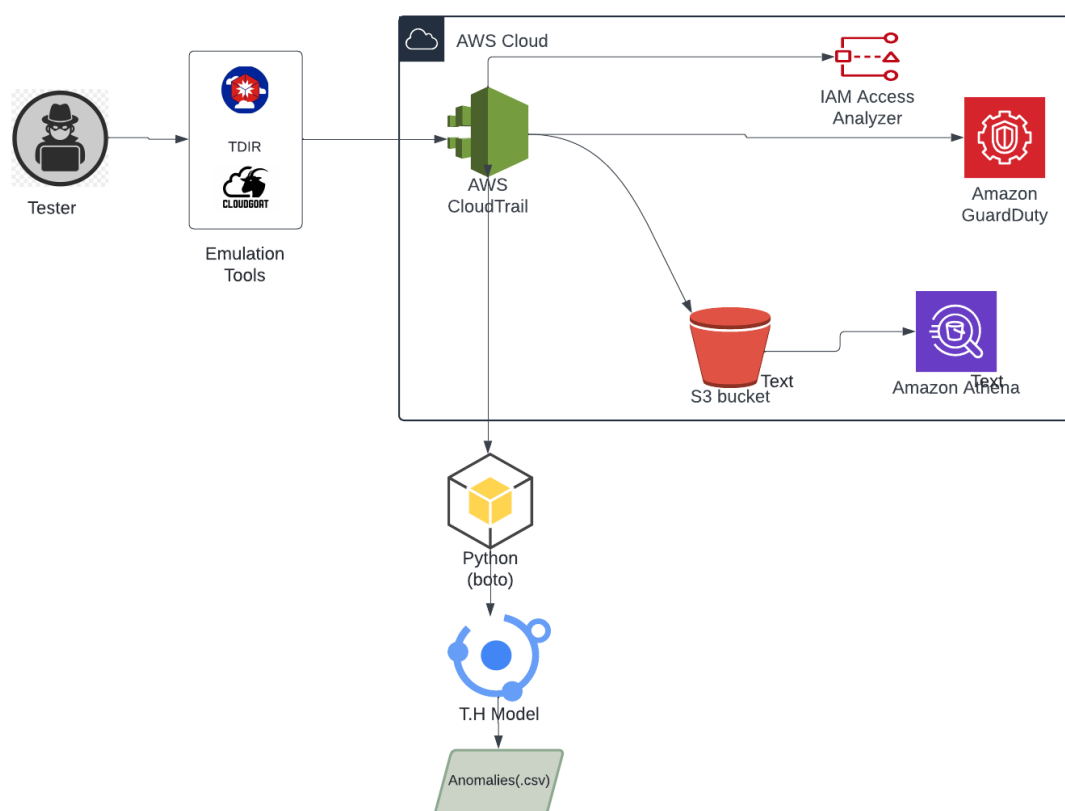 AWS Cloud
IAM Access
Analyzer
TDIR
CLOUDGOAT
Tester
AWS
CloudTrail
Amazon
GuardDuty
Emulation
Tools
Text
S3 bucket
Text
Amazon Athena
Python
(boto)
T.H Model
Anomalies(.csv)